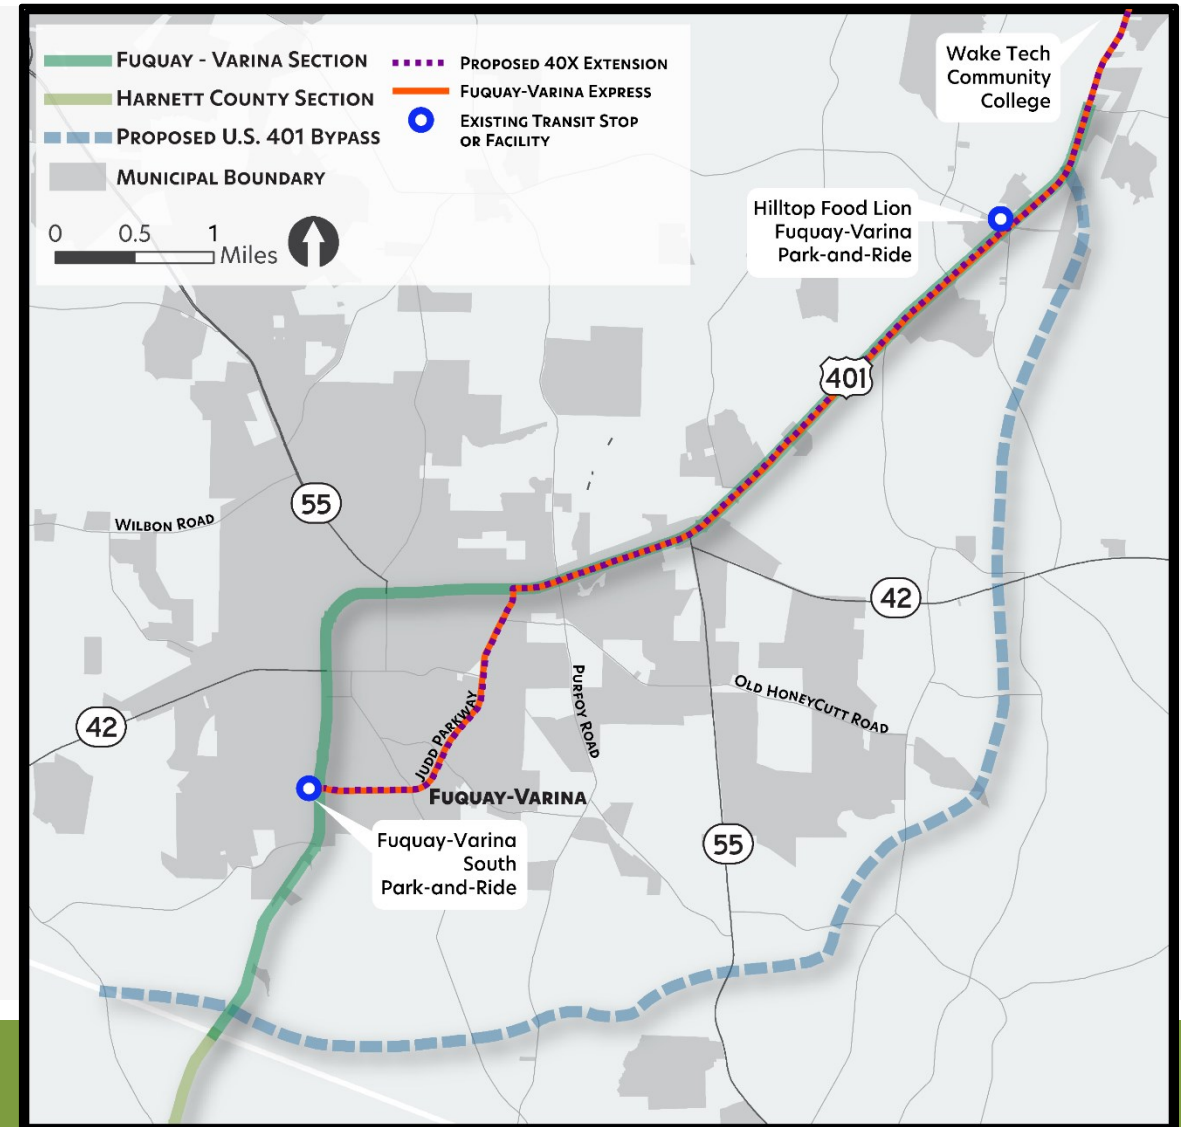 FUQUAY - VARINA SECTION
HARNETT COUNTY SECTION
PROPOSED U.S. 401 BYPASS
MUNICIPAL BOUNDARY
0 0.5 1
Miles
PROPOSED 40X EXTENSION
FUQUAY-VARINA EXPRESS
EXISTING TRANSIT STOP
OR FACILITY
Wake Tech
Community
College
Hilltop Food Lion
Fuquay-Varina
Park-and-Ride
401
55
WILBON ROAD
42
42
PURFOY ROAD
OLD HONEYCUTT ROAD
JUDD PARKWAY
FUQUAY-VARINA
Fuquay-Varina
South
Park-and-Ride
55